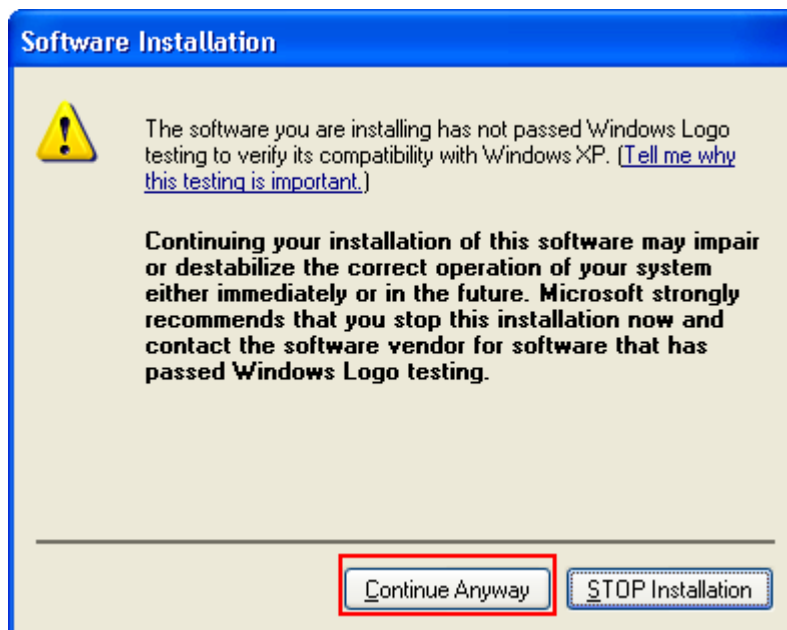 Software Installation
The software you are installing has not passed Windows Logo
testing to verify its compatibility with Windows XP. (Tell me why
this testing is important.)
Continuing your installation of this software may impair
or destabilize the correct operation of your system
either immediately or in the future. Microsoft strongly
recommends that you stop this installation now and
contact the software vendor for software that has
passed Windows Logo testing.
Continue Anyway
STOP Installation